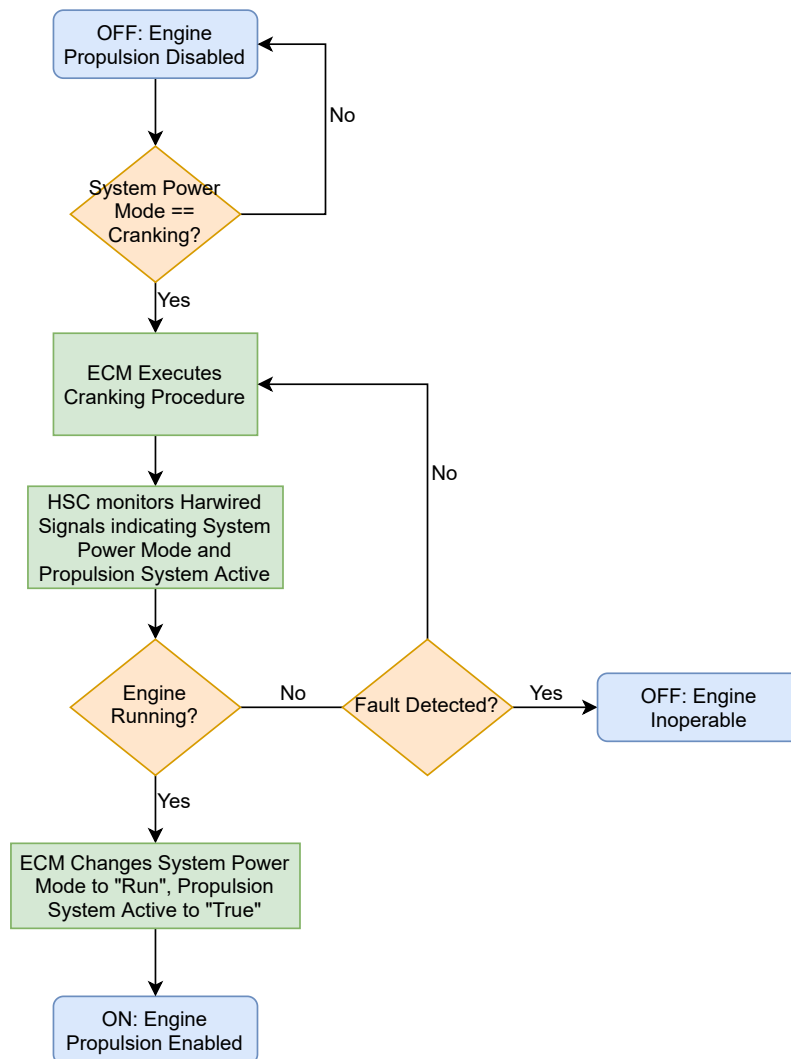 OFF: Engine
Propulsion Disabled
No
System Power
Mode ==
Cranking?
Yes
ECM Executes
Cranking Procedure
No
HSC monitors Harwired
Signals indicating System
Power Mode and
Propulsion System Active
Engine
Running?
No
Fault Detected?
Yes
OFF: Engine
Inoperable
Yes
ECM Changes System Power
Mode to "Run", Propulsion
System Active to "True"
ON: Engine
Propulsion Enabled